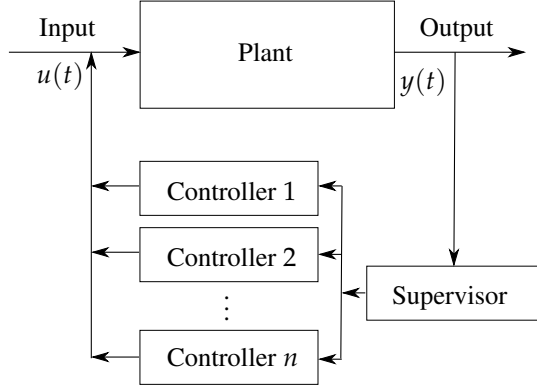 Input
Output
Plant
u(t)
y(t)
Controller 1
Controller 2
⋮
Supervisor
Controller n